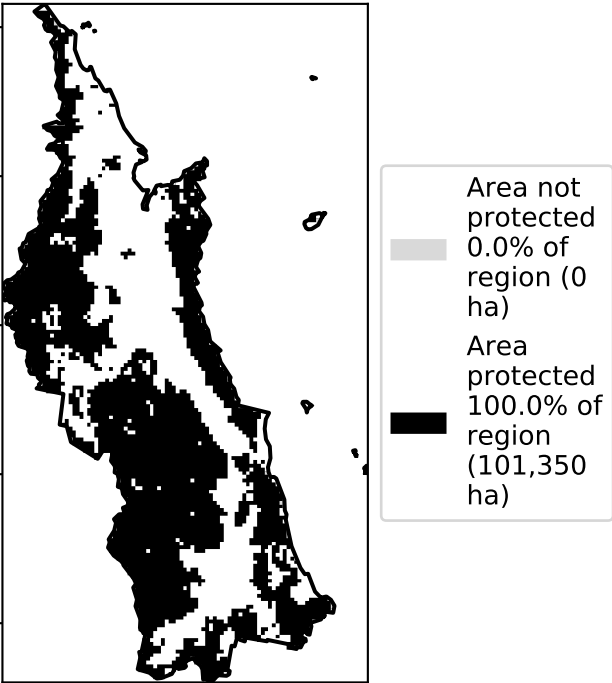 Area not
protected
0.0% of
region (0
ha)
Area
protected
100.0% of
region
(101,350
ha)